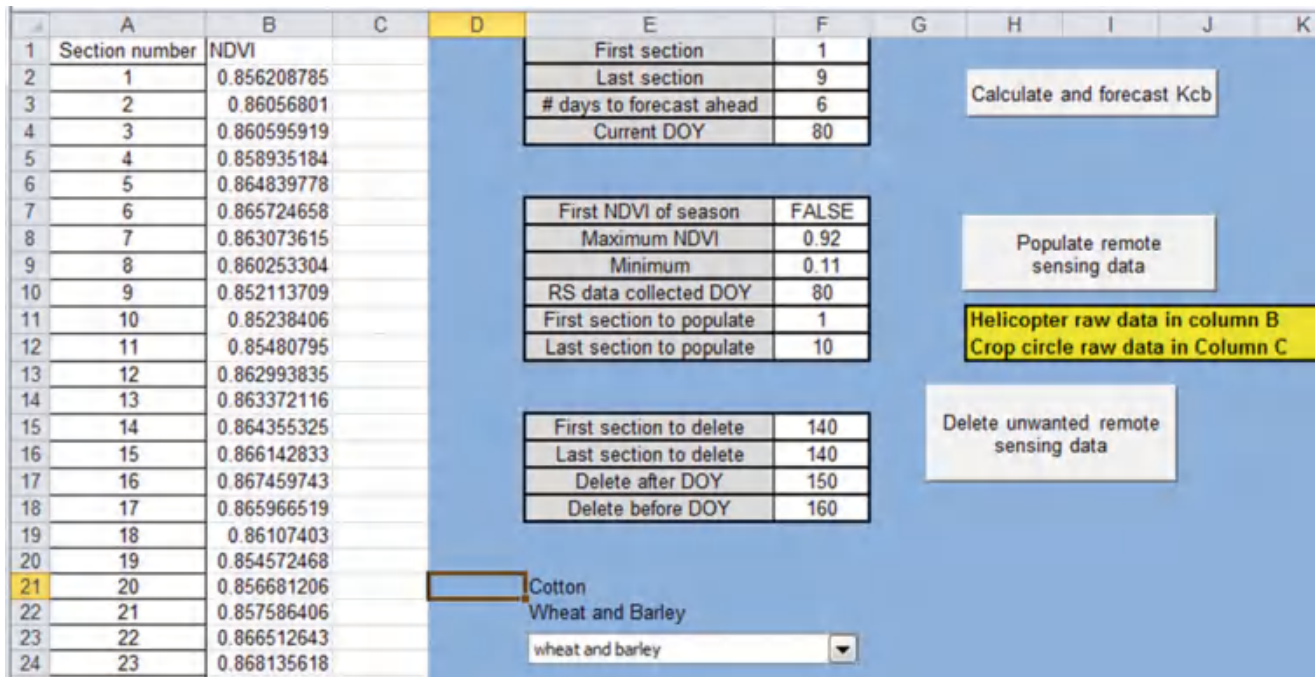 A B C D E F G H I J K
1 Section number NDVI First section 1
2 1 0.856208785 Last section 9
3 2 0.86056801 # days to forecast ahead 6 Calculate and forecast Kcb
4 3 0.860595919 Current DOY 80
5 4 0.858935184
6 5 0.864839778
7 6 0.865724658 First NDVI of season FALSE
8 7 0.863073615 Maximum NDVI 0.92 Populate remote
9 8 0.860253304 Minimum 0.11 sensing data
10 9 0.852113709 RS data collected DOY 80
11 10 0.85238406 First section to populate 1 Helicopter raw data in column B
12 11 0.85480795 Last section to populate 10 Crop circle raw data in Column C
13 12 0.862993835
14 13 0.863372116
15 14 0.864355325 First section to delete 140 Delete unwanted remote
16 15 0.866142833 Last section to delete 140 sensing data
17 16 0.867459743 Delete after DOY 150
18 17 0.865966519 Delete before DOY 160
19 18 0.86107403
20 19 0.854572468
21 20 0.856681206 Cotton
22 21 0.857586406 Wheat and Barley
23 22 0.866512643 wheat and barley
24 23 0.868135618